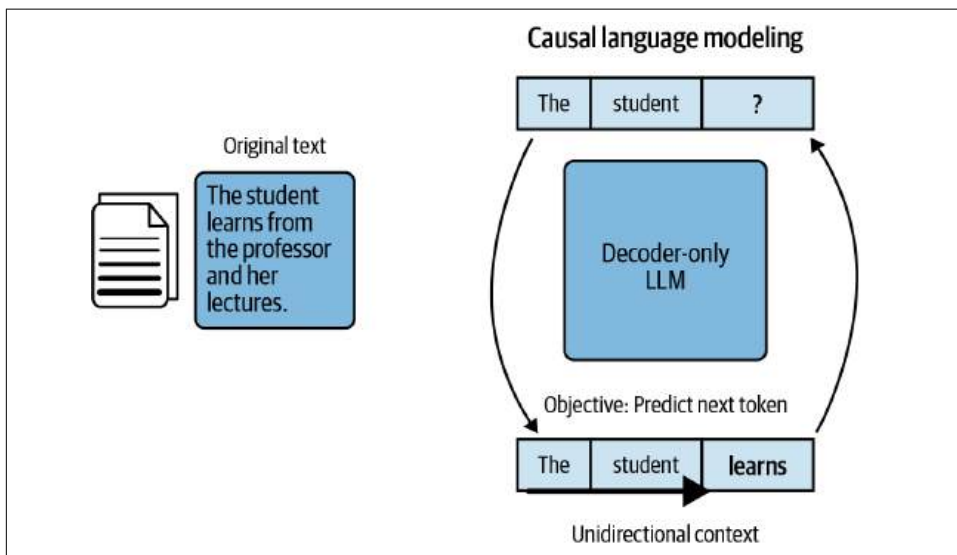 Causal language modeling
The student ?
Original text
The student
learns from
the professor
and her
lectures.
Decoder-only
LLM
Objective: Predict next token
The student learns
Unidirectional context